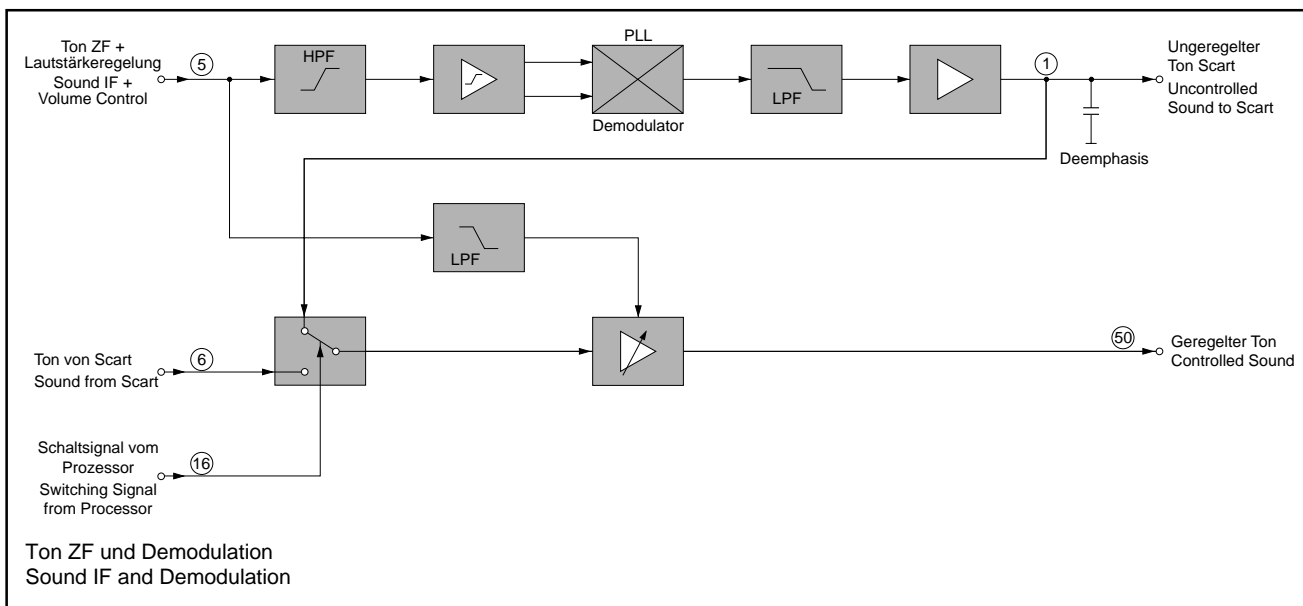 Ton ZF +
Lautstärkeregelung
Sound IF +
Volume Control
5
HPF
PLL
Demodulator
LPF
1
Ungeregelter
Ton Scart
Uncontrolled
Sound to Scart
Deemphasis
LPF
Ton von Scart
Sound from Scart
6
50
Geregelter Ton
Controlled Sound
Schaltsignal vom
Prozessor
Switching Signal
from Processor
16
Ton ZF und Demodulation
Sound IF and Demodulation